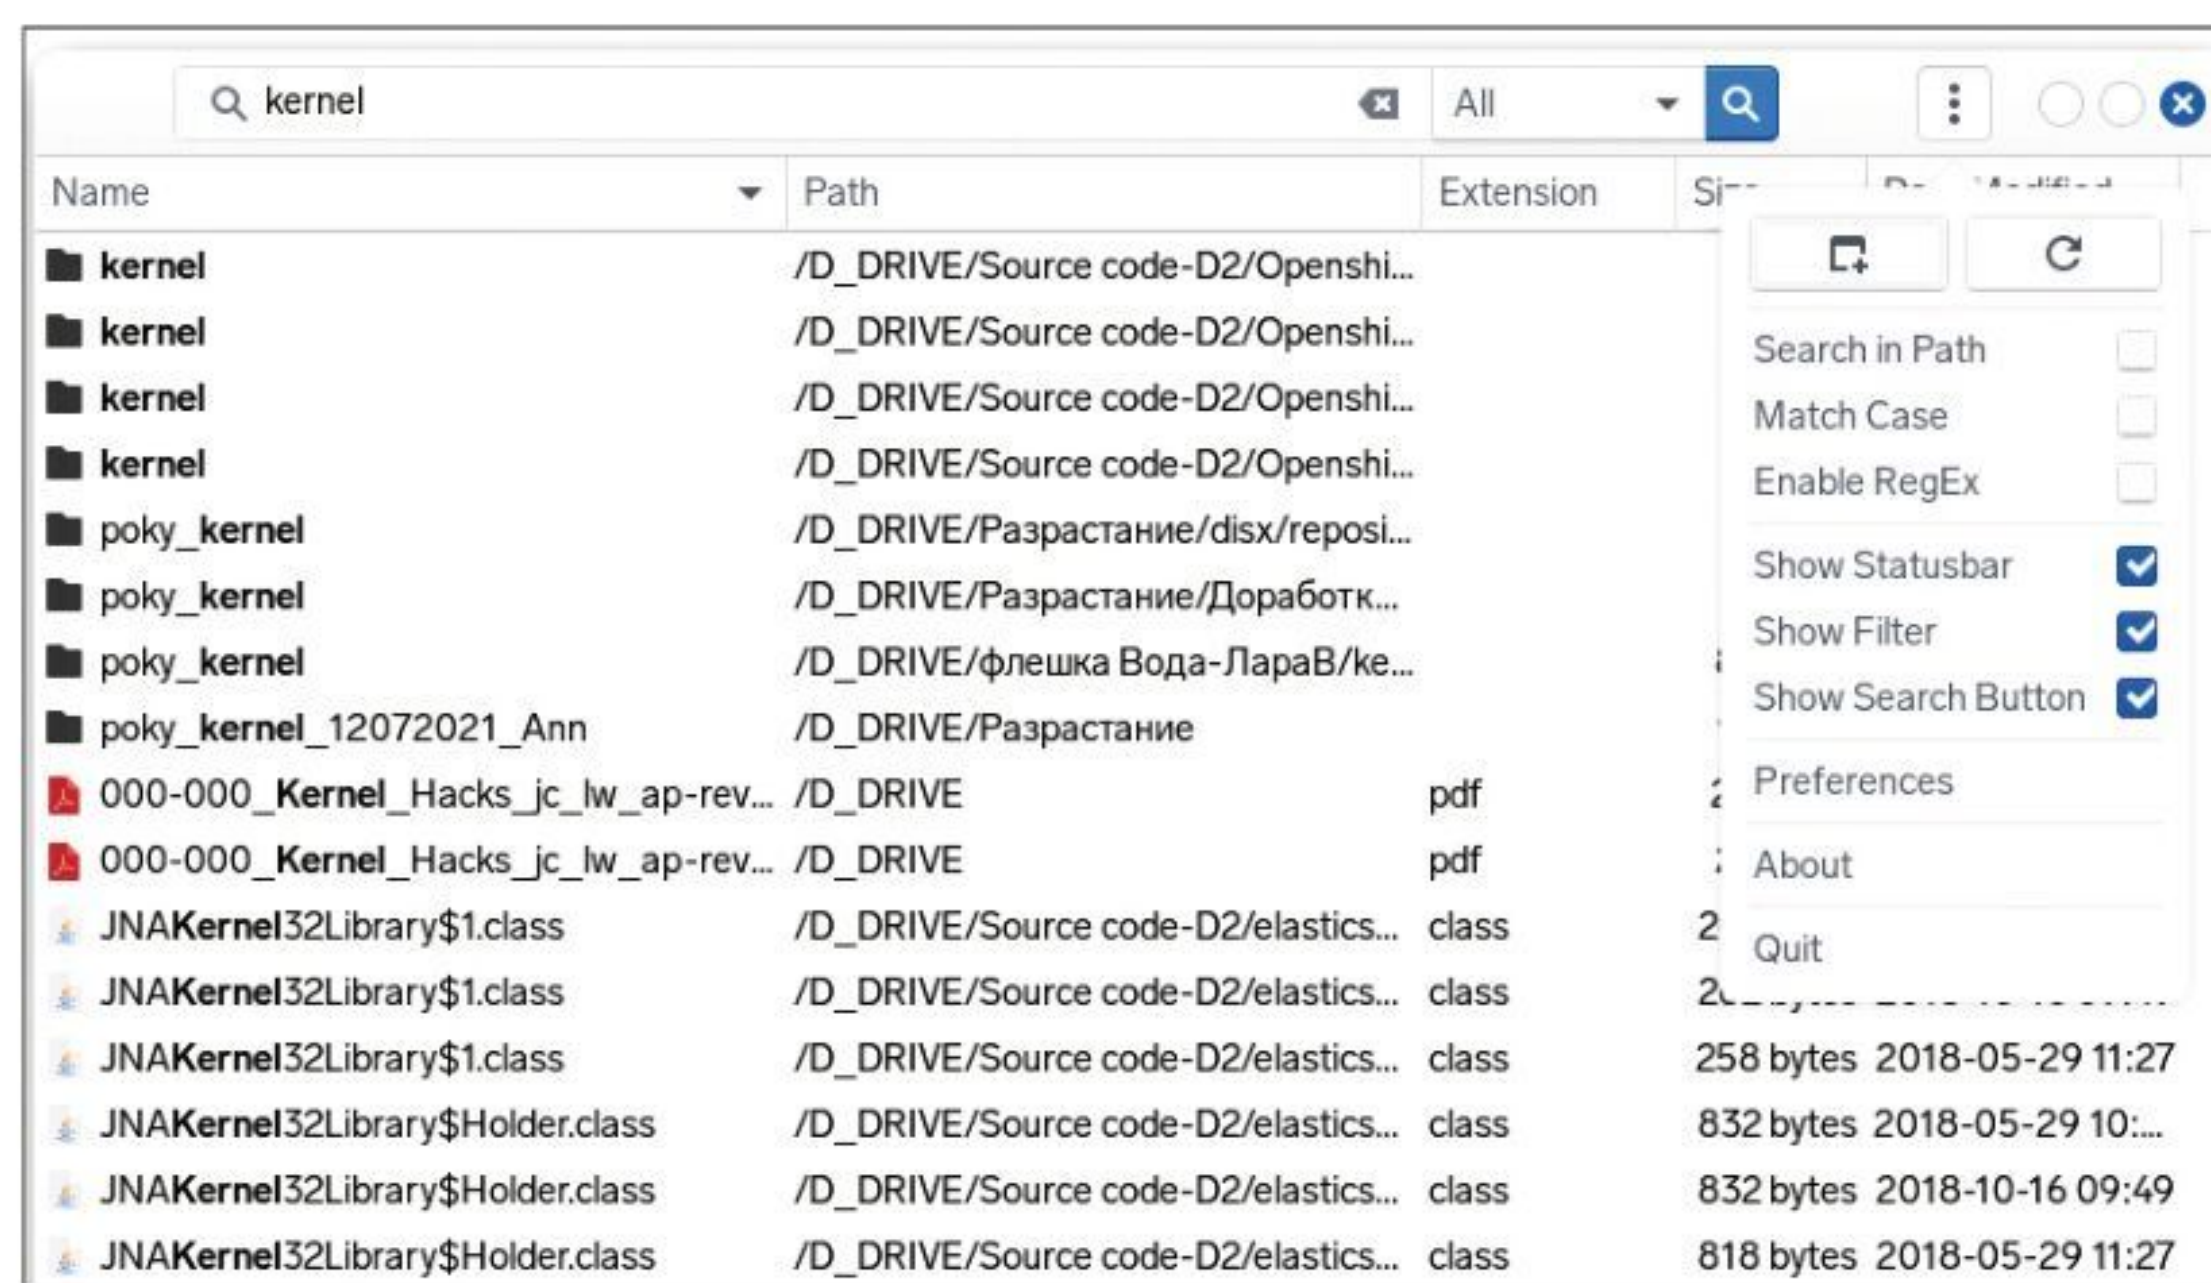 kernel All
Name Path Extension
kernel /D_DRIVE/Source code-D2/Openshi...
kernel /D_DRIVE/Source code-D2/Openshi...
Search in Path
kernel /D_DRIVE/Source code-D2/Openshi...
Match Case
kernel /D_DRIVE/Source code-D2/Openshi...
Enable RegEx
poky_kernel /D_DRIVE/Разрастание/disx/reposi...
Show Statusbar
poky_kernel /D_DRIVE/Разрастание/Доработк...
Show Filter
poky_kernel /D_DRIVE/флешка Вода-ЛараВ/ke...
Show Search Button
poky_kernel_12072021_Ann /D_DRIVE/Разрастание
Preferences
000-000_Kernel_Hacks_jc_lw_ap-rev... /D_DRIVE pdf
About
000-000_Kernel_Hacks_jc_lw_ap-rev... /D_DRIVE pdf
JNAKernel32Library$1.class /D_DRIVE/Source code-D2/elastics... class
Quit
JNAKernel32Library$1.class /D_DRIVE/Source code-D2/elastics... class
JNAKernel32Library$1.class /D_DRIVE/Source code-D2/elastics... class 258 bytes 2018-05-29 11:27
JNAKernel32Library$Holder.class /D_DRIVE/Source code-D2/elastics... class 832 bytes 2018-05-29 10:...
JNAKernel32Library$Holder.class /D_DRIVE/Source code-D2/elastics... class 832 bytes 2018-10-16 09:49
JNAKernel32Library$Holder.class /D_DRIVE/Source code-D2/elastics... class 818 bytes 2018-05-29 11:27